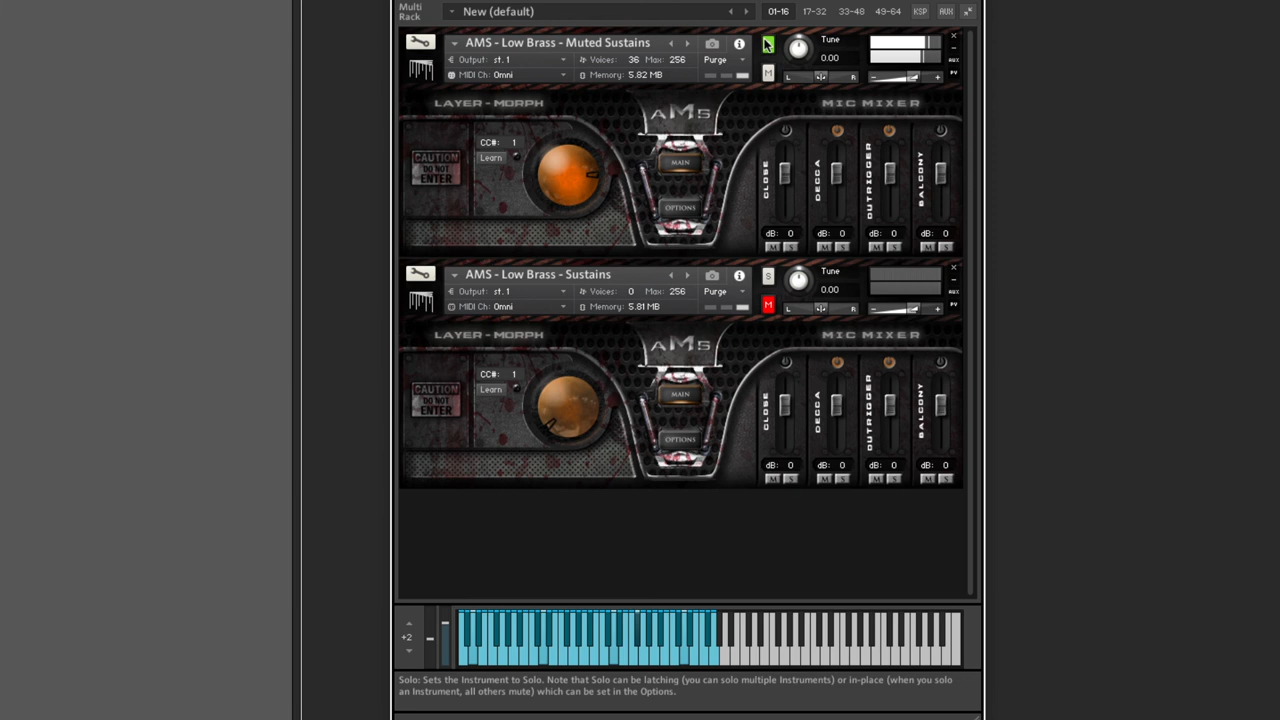 Multi
Rack
New (default)
01-16 17-32 33-48 49-64 KSP AUX
AMS - Low Brass - Muted Sustains
Output: st. 1 Voices: 36 Max: 256 Purge
MIDI Ch: Omni Memory: 5.82 MB
M
Tune
0.00
L R
- +
AUX
PV
LAYER - MORPH
AMS
MIC MIXER
CAUTION
DO NOT
ENTER
CC#: 1
Learn
MAIN
OPTIONS
CLOSE
DECCA
OUTRIGGER
BALCONY
dB: 0 dB: 0 dB: 0 dB: 0
M S M S M S M S
AMS - Low Brass - Sustains
Output: st. 1 Voices: 0 Max: 256 Purge
MIDI Ch: Omni Memory: 5.81 MB
S
M
Tune
0.00
L R
- +
AUX
PV
LAYER - MORPH
AMS
MIC MIXER
CAUTION
DO NOT
ENTER
CC#: 1
Learn
MAIN
OPTIONS
CLOSE
DECCA
OUTRIGGER
BALCONY
dB: 0 dB: 0 dB: 0 dB: 0
M S M S M S M S
+2
Solo: Sets the Instrument to Solo. Note that Solo can be latching (you can solo multiple Instruments) or in-place (when you solo
an Instrument, all others mute) which can be set in the Options.